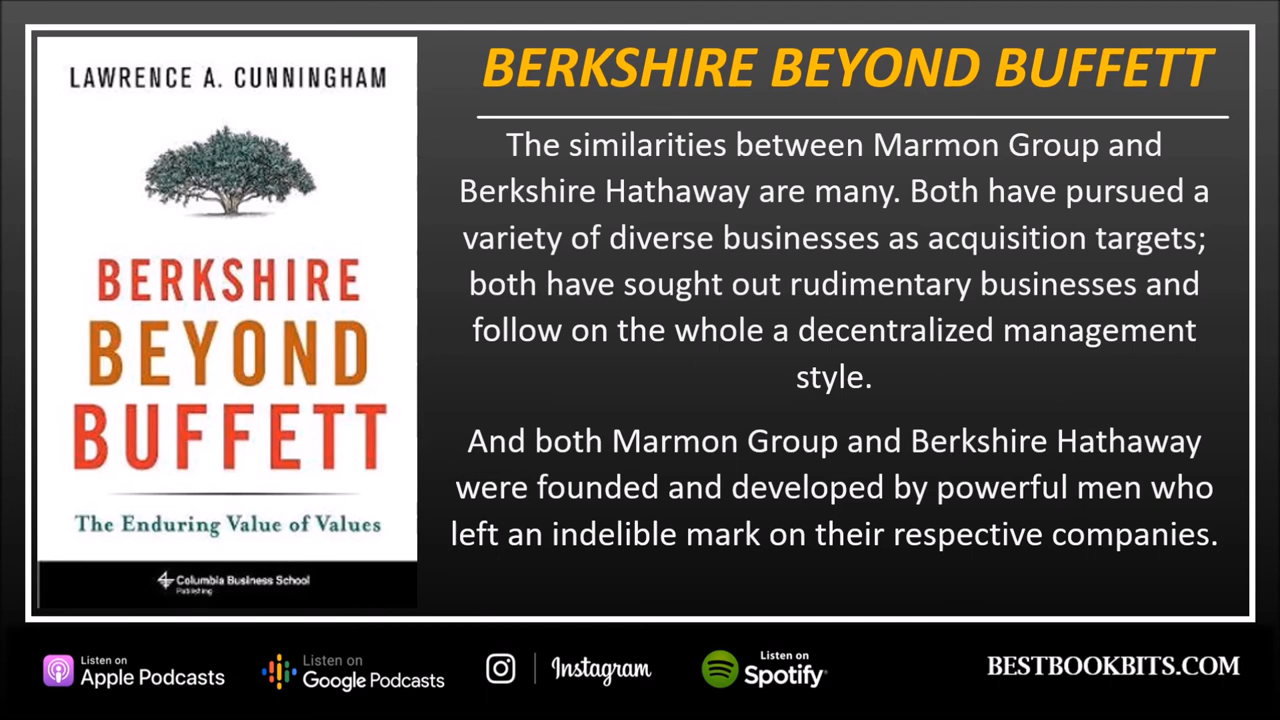 LAWRENCE A. CUNNINGHAM
BERKSHIRE
BEYOND
BUFFETT
The Enduring Value of Values
Columbia Business School
Publishing
BERKSHIRE BEYOND BUFFETT
The similarities between Marmon Group and
Berkshire Hathaway are many. Both have pursued a
variety of diverse businesses as acquisition targets;
both have sought out rudimentary businesses and
follow on the whole a decentralized management
style.
And both Marmon Group and Berkshire Hathaway
were founded and developed by powerful men who
left an indelible mark on their respective companies.
Listen on
Apple Podcasts
Listen on
Google Podcasts
Instagram
Listen on
Spotify
BESTBOOKBITS.COM